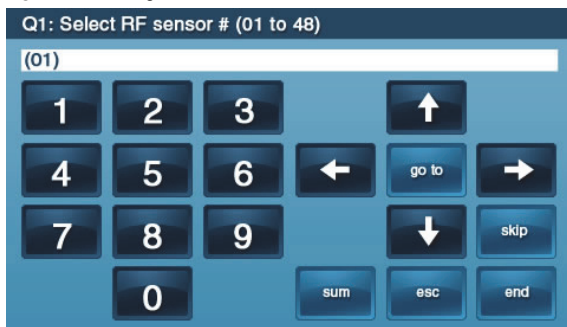 Q1: Select RF sensor # (01 to 48)
(01)
1 2 3
4 5 6 go to
7 8 9 skip
0 sum esc end